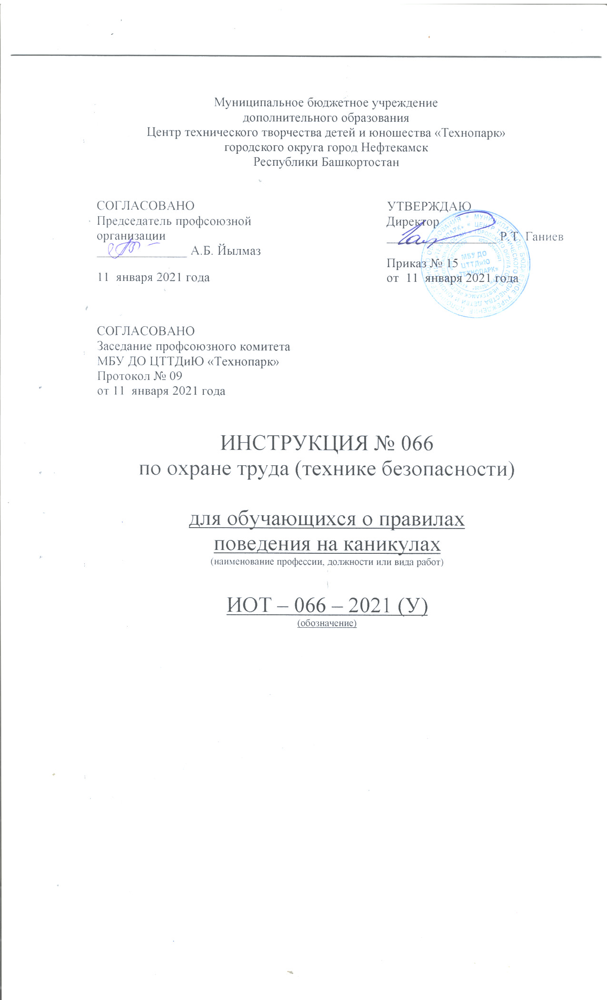 Муниципальное бюджетное учреждение
дополнительного образования
Центр технического творчества детей и юношества «Технопарк»
городского округа город Нефтекамск
Республики Башкортостан
СОГЛАСОВАНО
Председатель профсоюзной
организации
А.Б. Йылмаз
11 января 2021 года
УТВЕРЖДАЮ
Директор
Р.Т. Ганиев
Приказ № 15
от 11 января 2021 года
МБУ ДО
ЦТТДиЮ
«ТЕХНОПАРК»
СОГЛАСОВАНО
Заседание профсоюзного комитета
МБУ ДО ЦТТДиЮ «Технопарк»
Протокол № 09
от 11 января 2021 года
ИНСТРУКЦИЯ № 066
по охране труда (технике безопасности)
для обучающихся о правилах
поведения на каникулах
(наименование профессии, должности или вида работ)
ИОТ – 066 – 2021 (У)
(обозначение)